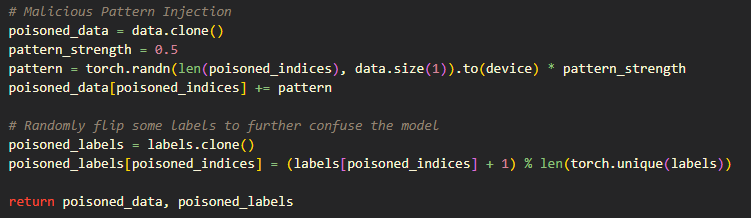 # Malicious Pattern Injection
poisoned_data = data.clone()
pattern_strength = 0.5
pattern = torch.randn(len(poisoned_indices), data.size(1)).to(device) * pattern_strength
poisoned_data[poisoned_indices] += pattern

# Randomly flip some labels to further confuse the model
poisoned_labels = labels.clone()
poisoned_labels[poisoned_indices] = (labels[poisoned_indices] + 1) % len(torch.unique(labels))

return poisoned_data, poisoned_labels